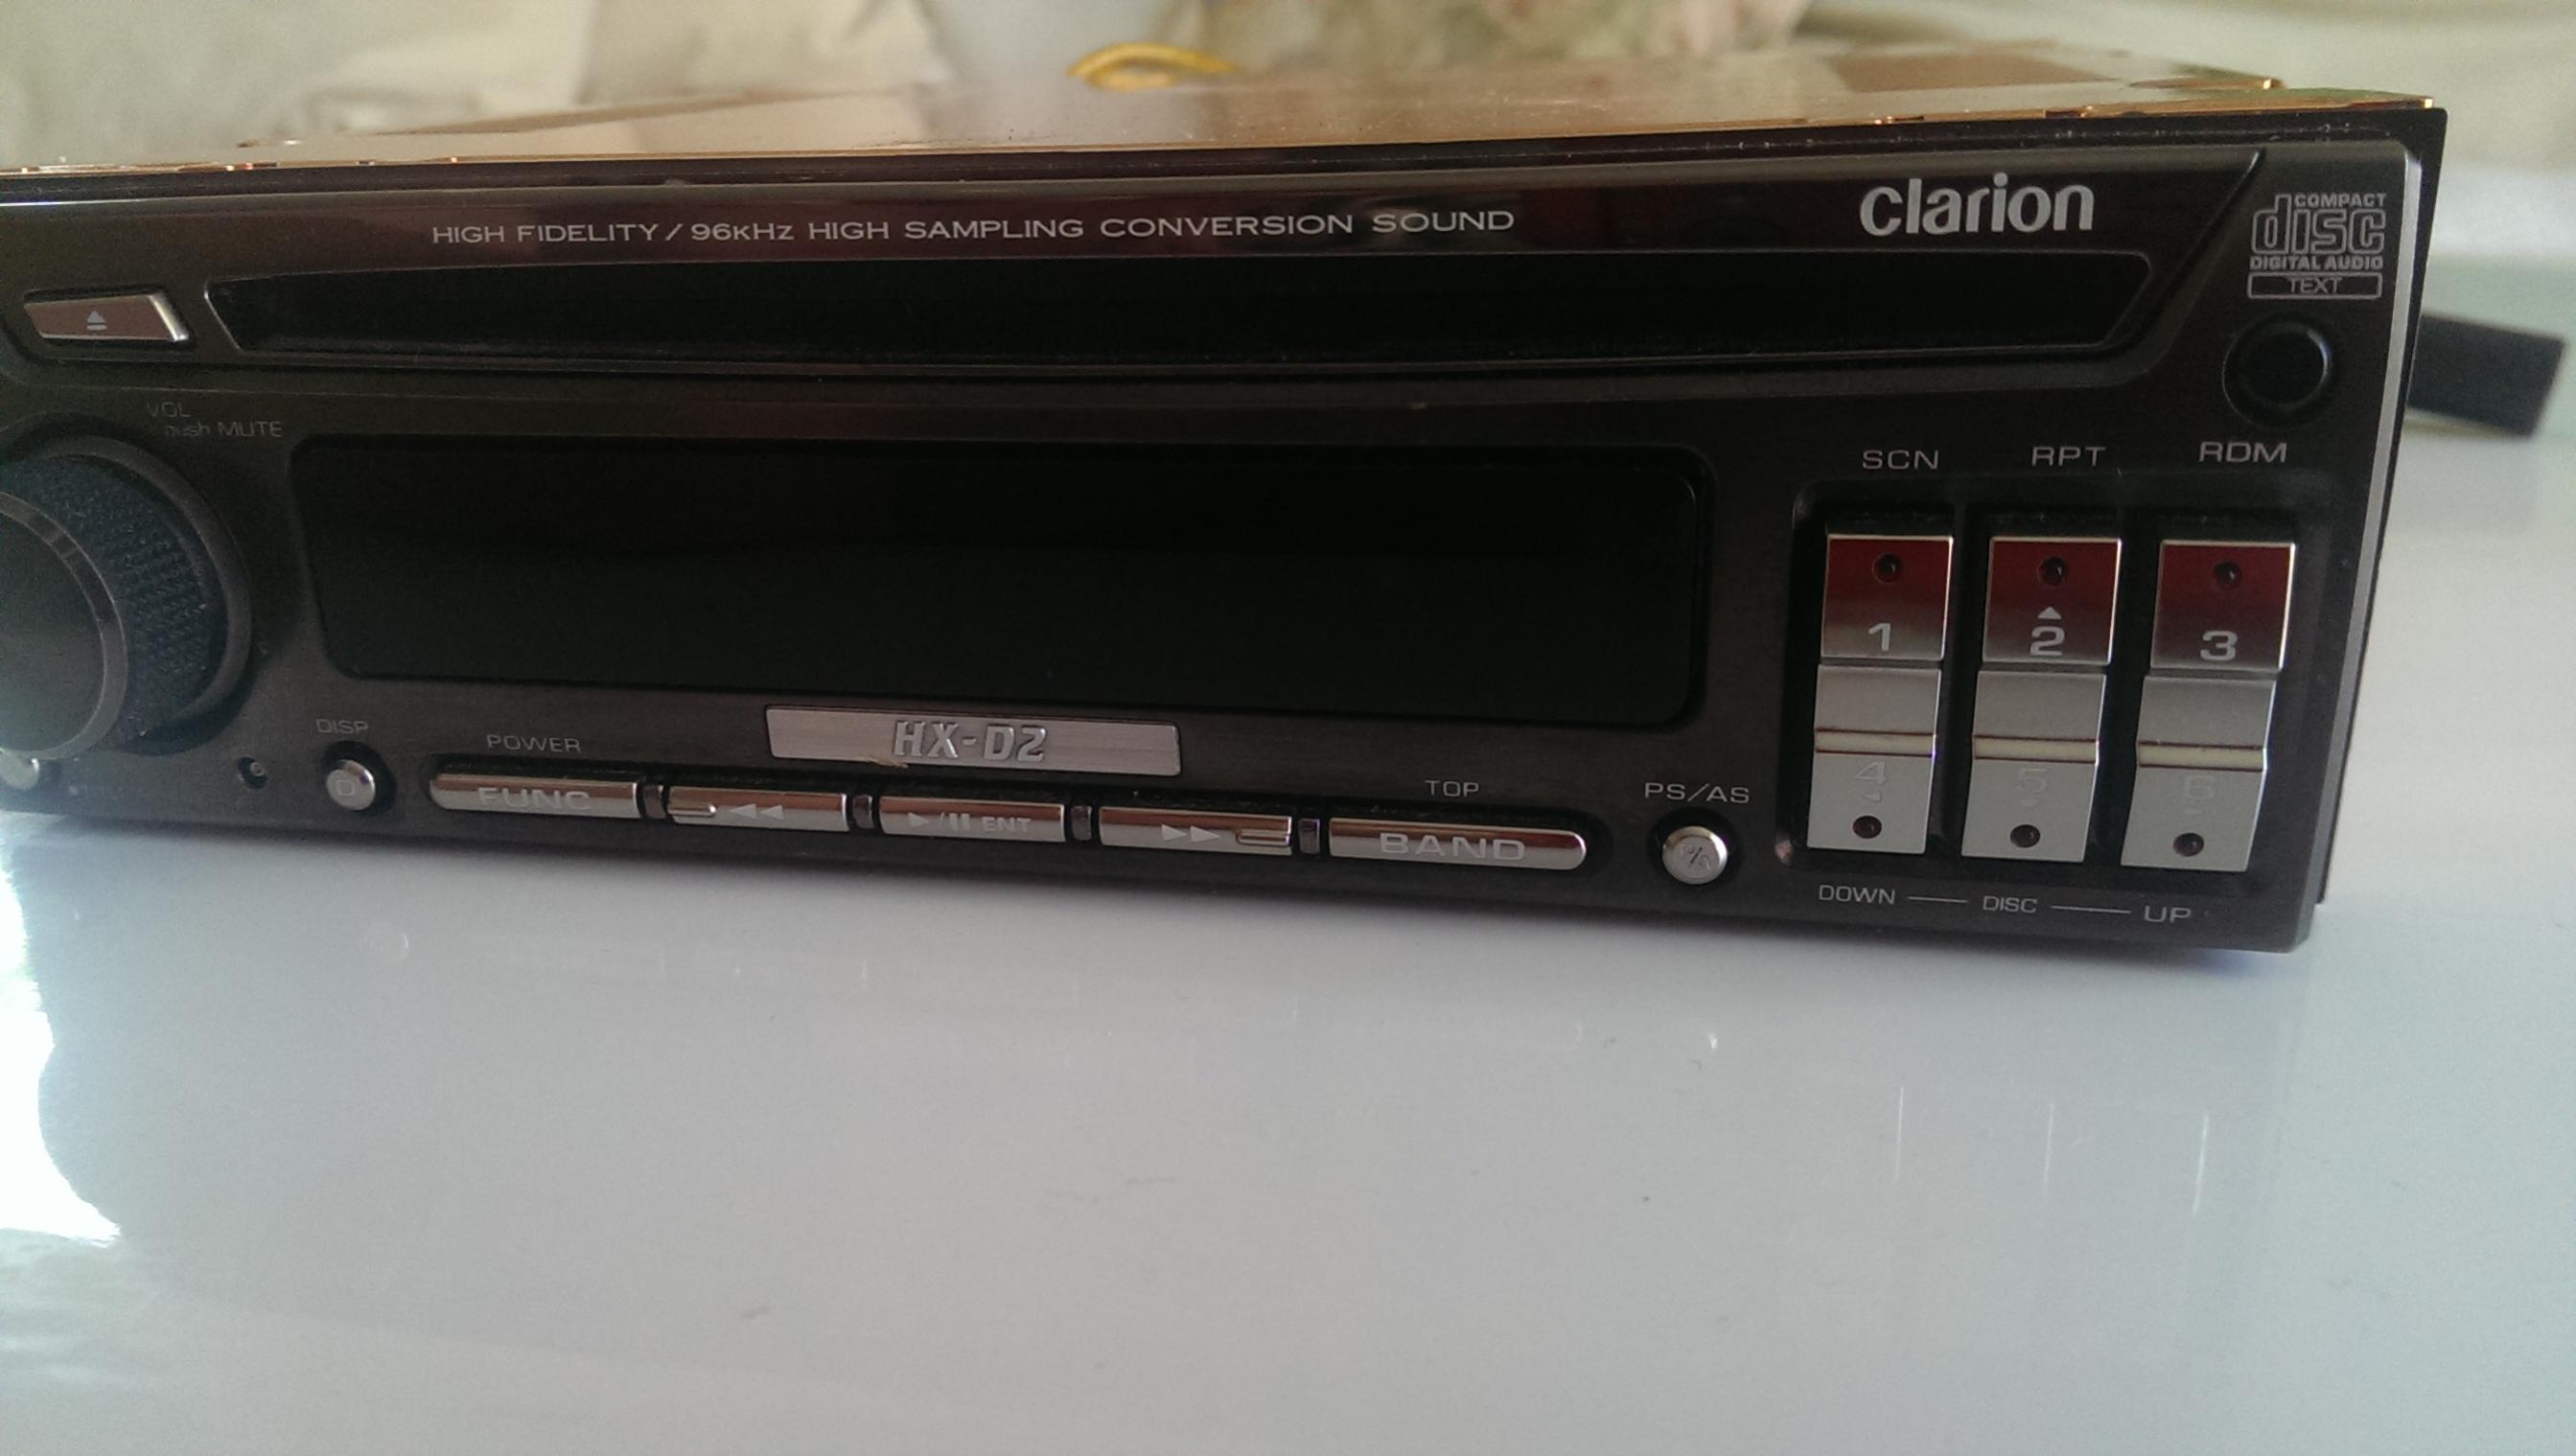 HIGH FIDELITY / 96kHz HIGH SAMPLING CONVERSION SOUND
clarion
COMPACT
disc
DIGITAL AUDIO
TEXT
VOL
push MUTE
SCN RPT RDM
1 2 3
HX-D2
DISP
POWER
TOP
PS/AS
4 5 6
D
FUNC
ENT
BAND
P/A
DOWN DISC UP